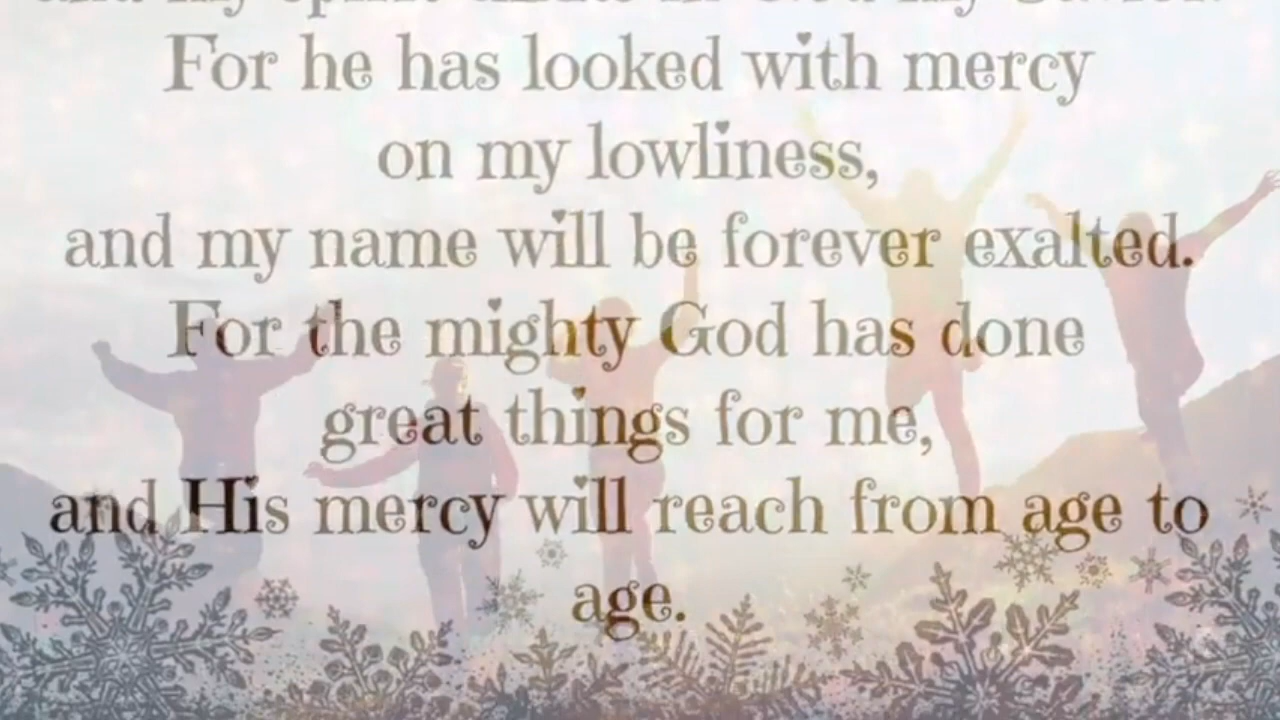 For he has looked with mercy
on my lowliness,
and my name will be forever exalted.
For the mighty God has done
great things for me,
and His mercy will reach from age to
age.